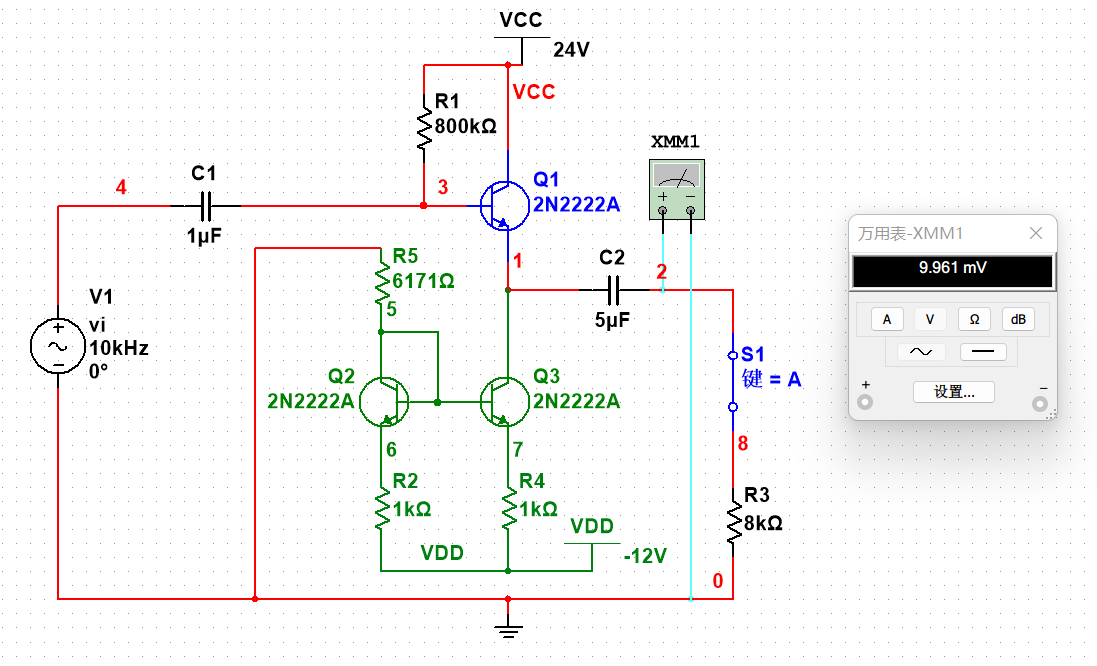 VCC
24V
VCC
R1
800kΩ
XMM1
+
−
C1
1µF
4
3
Q1
2N2222A
1
C2
5µF
2
R5
6171Ω
5
V1
vi
10kHz
0°
+
−
S1
键 = A
Q2
2N2222A
Q3
2N2222A
6
7
8
R2
1kΩ
R4
1kΩ
R3
8kΩ
VDD
VDD
-12V
0
万用表-XMM1
9.961 mV
A
V
Ω
dB
+
设置...
−